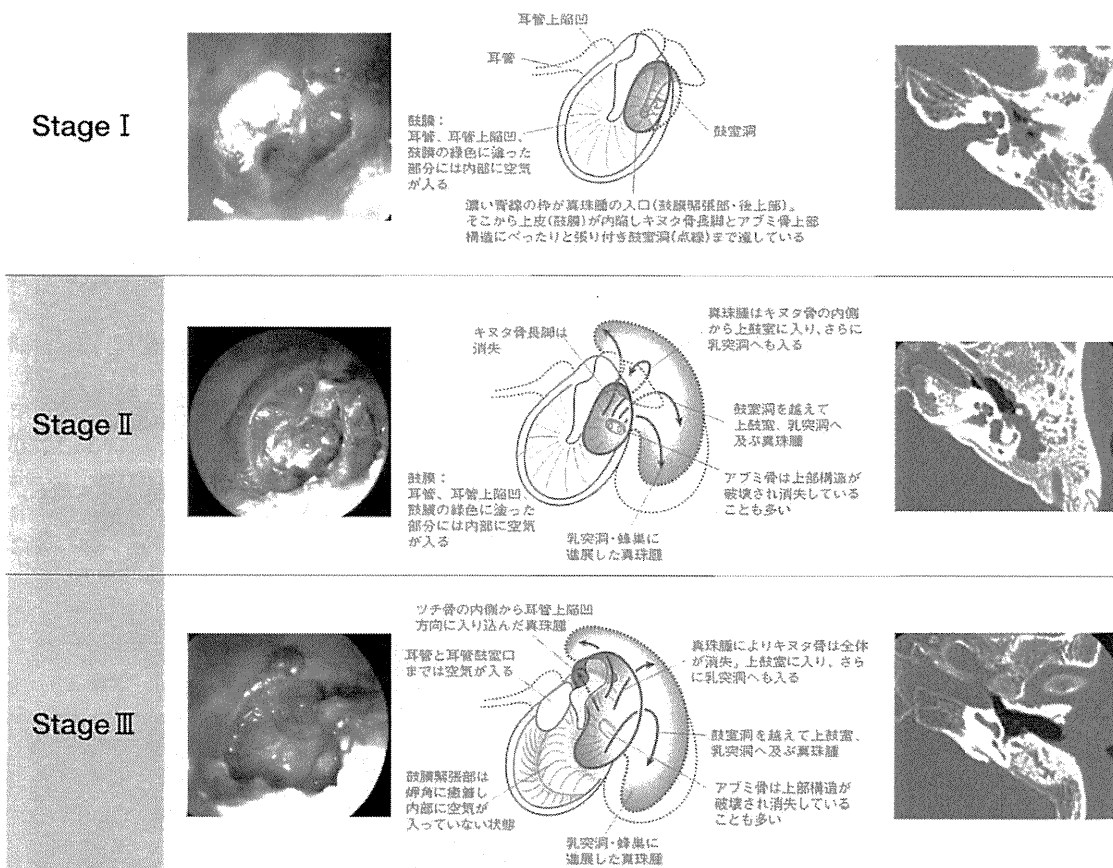 Stage Ⅰ
耳管上陥凹
耳管
鼓膜：
耳管、耳管上陥凹、
鼓膜の緑色に塗った
部分には内部に空気
が入る
鼓室洞
濃い青線の枠が真珠腫の入口(鼓膜緊張部・後上部)。
そこから上皮(鼓膜)が内陥しキヌタ骨長脚とアブミ骨上部
構造にべったりと張り付き鼓室洞(点線)まで達している
Stage Ⅱ
キヌタ骨長脚は
消失
真珠腫はキヌタ骨の内側
から上鼓室に入り、さらに
乳突洞へも入る
鼓室洞を越えて
上鼓室、乳突洞へ
及ぶ真珠腫
鼓膜：
耳管、耳管上陥凹、
鼓膜の緑色に塗った
部分には内部に空気
が入る
アブミ骨は上部構造が
破壊され消失している
ことも多い
乳突洞・蜂巣に
進展した真珠腫
Stage Ⅲ
ツチ骨の内側から耳管上陥凹
方向に入り込んだ真珠腫
耳管と耳管鼓室口
までは空気が入る
真珠腫によりキヌタ骨は全体
が消失。上鼓室に入り、さら
に乳突洞へも入る
鼓室洞を越えて上鼓室、
乳突洞へ及ぶ真珠腫
鼓膜緊張部は
岬角に癒着し
内部に空気が
入っていない状態
アブミ骨は上部構造が
破壊され消失している
ことも多い
乳突洞・蜂巣に
進展した真珠腫